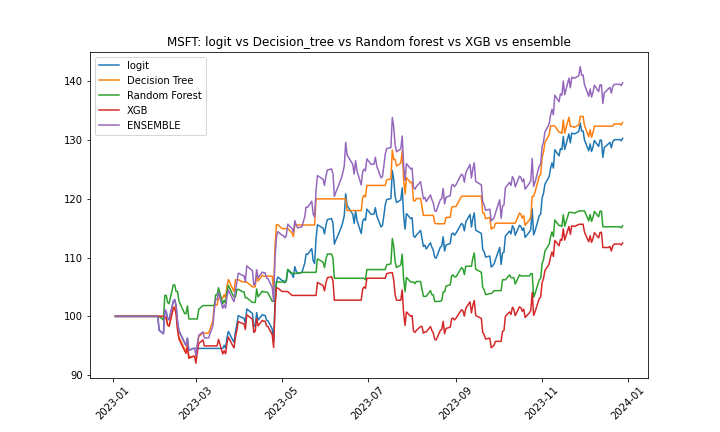 MSFT: logit vs Decision_tree vs Random forest vs XGB vs ensemble
logit
Decision Tree
Random Forest
XGB
ENSEMBLE
140
130
120
110
100
90
2023-01
2023-03
2023-05
2023-07
2023-09
2023-11
2024-01